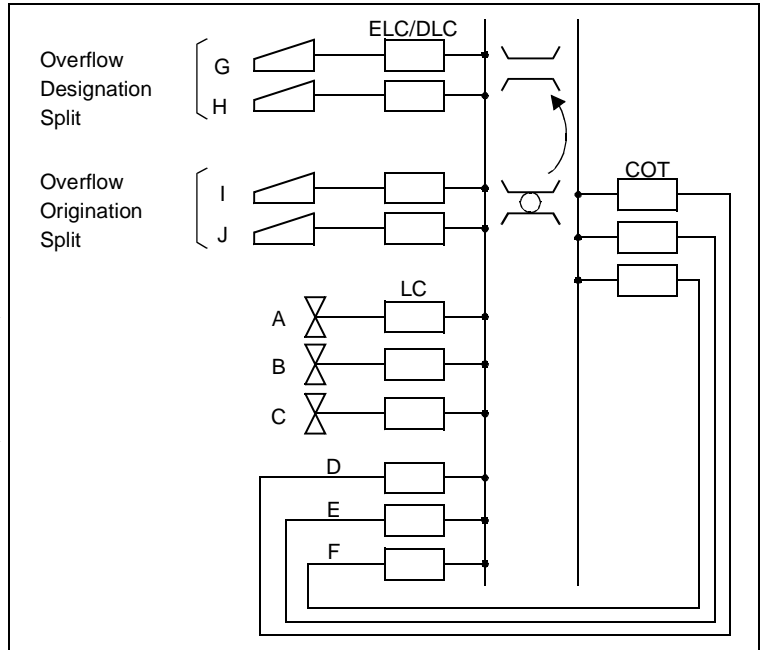 ELC/DLC
Overflow
Designation
Split
G
H
Overflow
Origination
Split
I
J
COT
LC
A
B
C
D
E
F